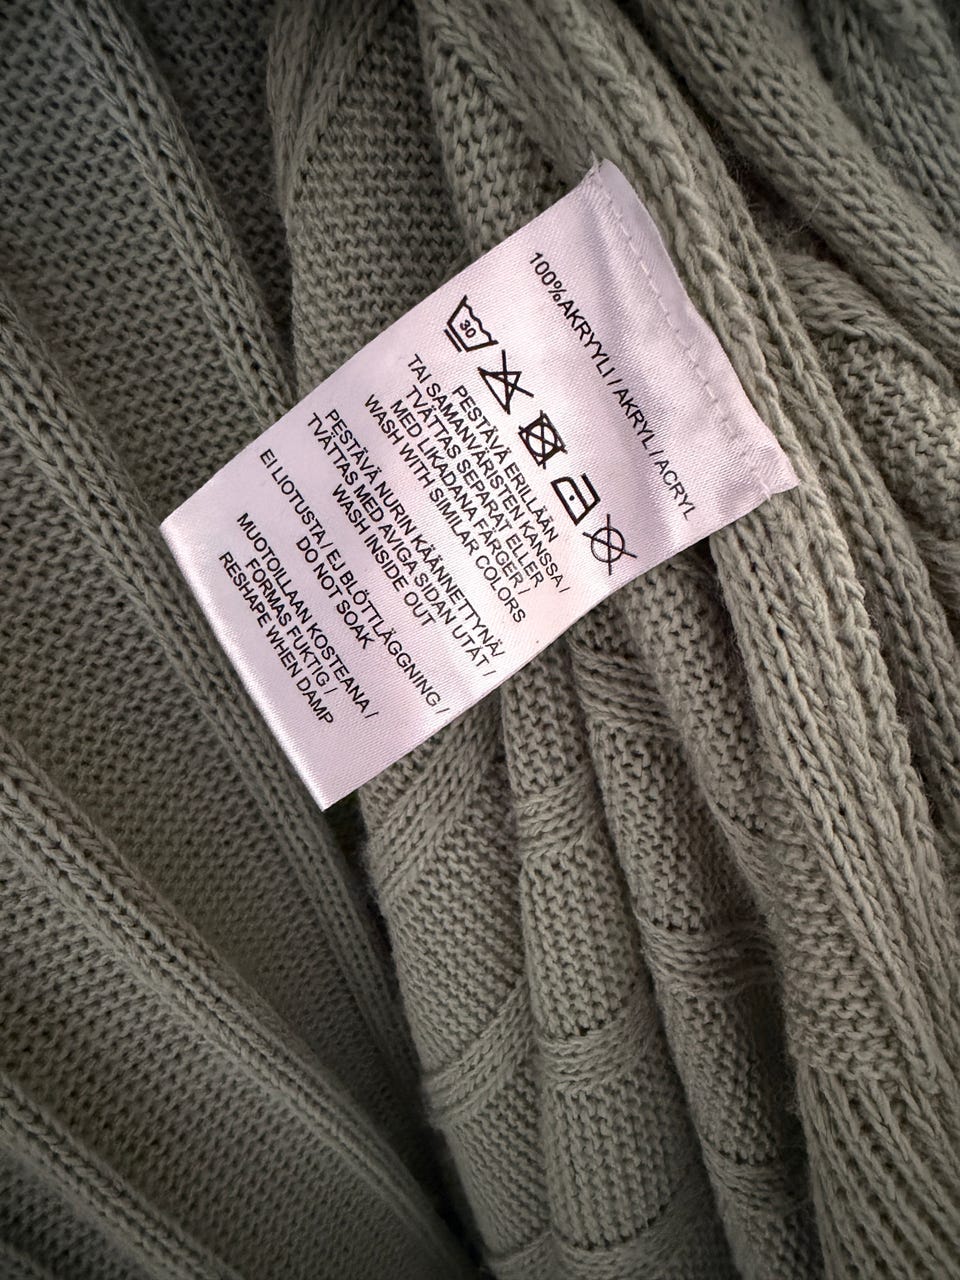 100%AKRYYLI / AKRYL / ACRYL
30
PESTÄVÄ ERILLÄÄN
TAI SAMANVÄRISTEN KANSSA /
TVÄTTAS SEPARAT ELLER
MED LIKADANA FÄRGER /
WASH WITH SIMILAR COLORS
PESTÄVÄ NURIN KÄÄNNETTYNÄ/
TVÄTTAS MED AVIGA SIDAN UTÅT /
WASH INSIDE OUT
EI LIOTUSTA / EJ BLÖTTLÄGGNING /
DO NOT SOAK
MUOTOILLAAN KOSTEANA /
FORMAS FUKTIG /
RESHAPE WHEN DAMP